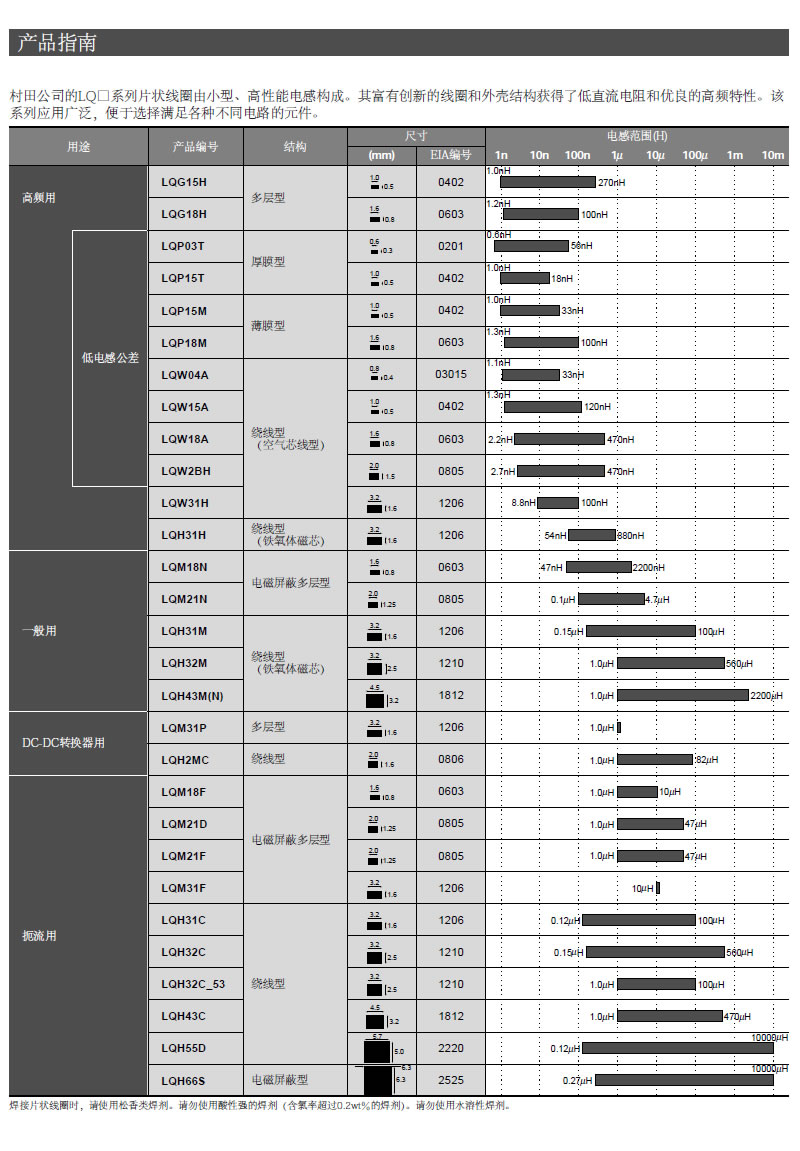 产品指南
村田公司的LQ□系列片状线圈由小型、高性能电感构成。其富有创新的线圈和外壳结构获得了低直流电阻和优良的高频特性。该
系列应用广泛，便于选择满足各种不同电路的元件。
用途 产品编号 结构 尺寸 电感范围(H)
(mm) EIA编号 1n 10n 100n 1μ 10μ 100μ 1m 10m
高频用 LQG15H 多层型 1.0 0.5 0402 1.0nH 270nH
LQG18H 1.6 0.8 0603 1.2nH 100nH
低电感公差 LQP03T 厚膜型 0.6 0.3 0201 0.6nH 56nH
LQP15T 1.0 0.5 0402 1.0nH 18nH
LQP15M 薄膜型 1.0 0.5 0402 1.0nH 33nH
LQP18M 1.6 0.8 0603 1.3nH 100nH
LQW04A 绕线型 0.8 0.4 03015 1.1nH 33nH
(空气芯线型)
LQW15A 1.0 0.5 0402 1.3nH 120nH
LQW18A 1.6 0.8 0603 2.2nH 470nH
LQW2BH 2.0 1.5 0805 2.7nH 470nH
LQW31H 3.2 1.6 1206 8.8nH 100nH
LQH31H 绕线型 3.2 1.6 1206 54nH 880nH
(铁氧体磁芯)
一般用 LQM18N 电磁屏蔽多层型 1.6 0.8 0603 47nH 2200nH
LQM21N 2.0 1.25 0805 0.1μH 4.7μH
LQH31M 绕线型 3.2 1.6 1206 0.15μH 100μH
(铁氧体磁芯)
LQH32M 3.2 2.5 1210 1.0μH 560μH
LQH43M(N) 4.5 3.2 1812 1.0μH 2200μH
DC-DC转换器用 LQM31P 多层型 3.2 1.6 1206 1.0μH
LQH2MC 绕线型 2.0 1.6 0806 1.0μH 82μH
扼流用 LQM18F 电磁屏蔽多层型 1.6 0.8 0603 1.0μH 10μH
LQM21D 2.0 1.25 0805 1.0μH 47μH
LQM21F 2.0 1.25 0805 1.0μH 47μH
LQM31F 3.2 1.6 1206 10μH
LQH31C 绕线型 3.2 1.6 1206 0.12μH 100μH
LQH32C 3.2 2.5 1210 0.15μH 560μH
LQH32C_53 3.2 2.5 1210 1.0μH 100μH
LQH43C 4.5 3.2 1812 1.0μH 470μH
LQH55D 5.7 5.0 2220 0.12μH 10000μH
LQH66S 电磁屏蔽型 6.3 6.3 2525 0.27μH 10000μH
焊接片状线圈时，请使用松香类焊剂。请勿使用酸性强的焊剂 (含氯率超过0.2wt%的焊剂)。请勿使用水溶性焊剂。